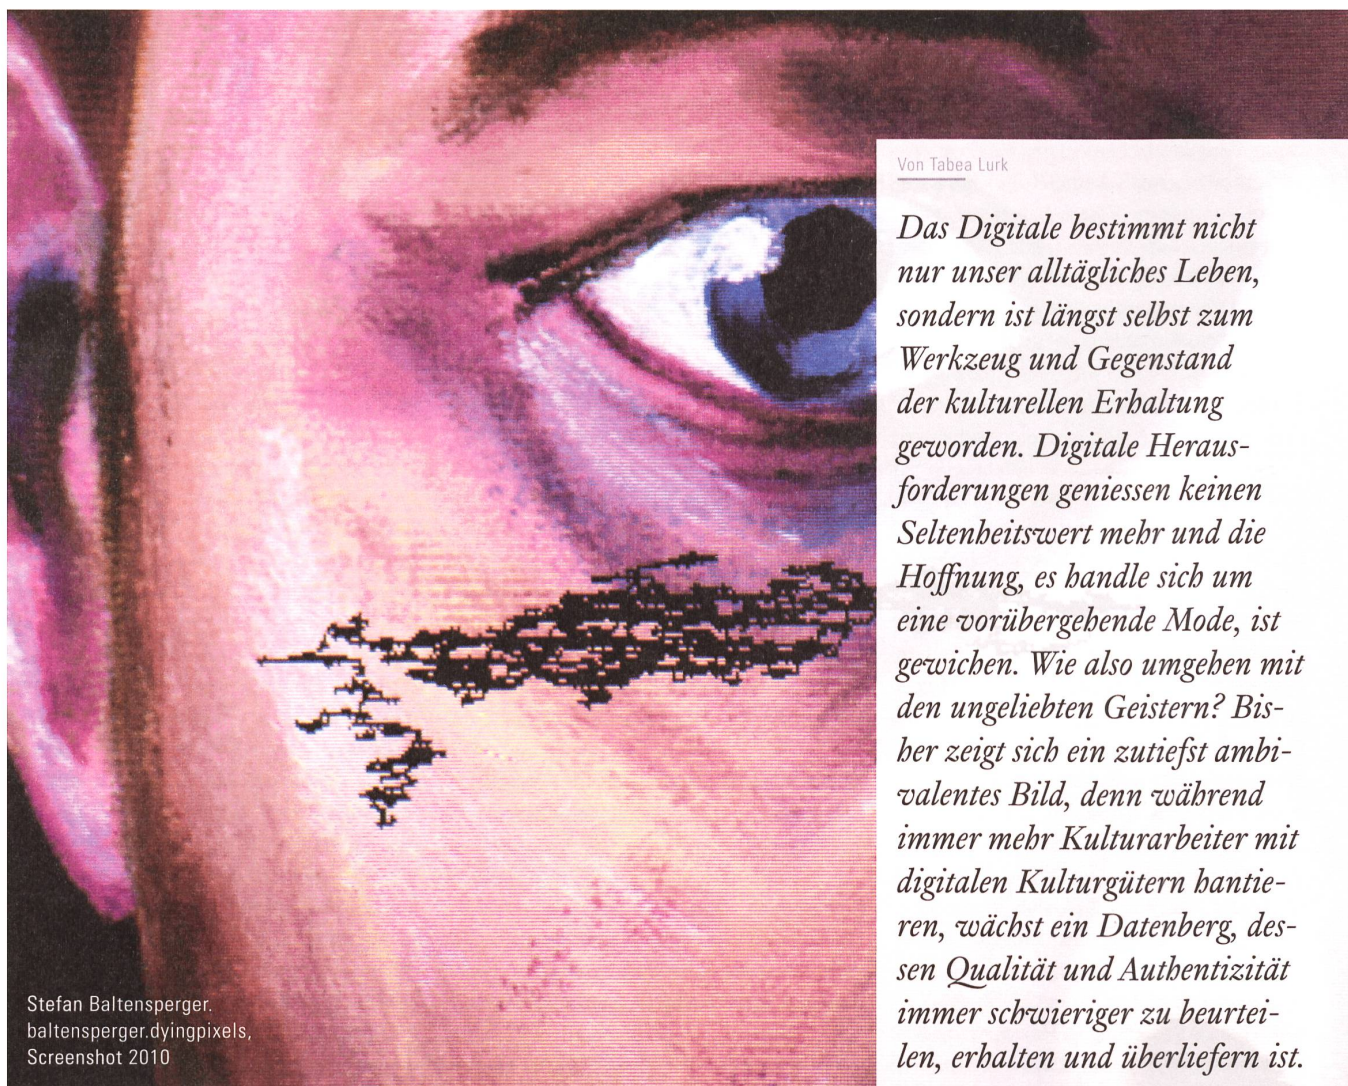 Von Tabea Lurk
Das Digitale bestimmt nicht
nur unser alltägliches Leben,
sondern ist längst selbst zum
Werkzeug und Gegenstand
der kulturellen Erhaltung
geworden. Digitale Heraus-
forderungen geniessen keinen
Seltenheitswert mehr und die
Hoffnung, es handle sich um
eine vorübergehende Mode, ist
gewichen. Wie also umgehen mit
den ungeliebten Geistern? Bis-
her zeigt sich ein zutiefst ambi-
valentes Bild, denn während
immer mehr Kulturarbeiter mit
digitalen Kulturgütern hantie-
ren, wächst ein Datenberg, des-
sen Qualität und Authentizität
immer schwieriger zu beurtei-
len, erhalten und überliefern ist.
Stefan Baltensperger.
baltensperger.dyingpixels,
Screenshot 2010